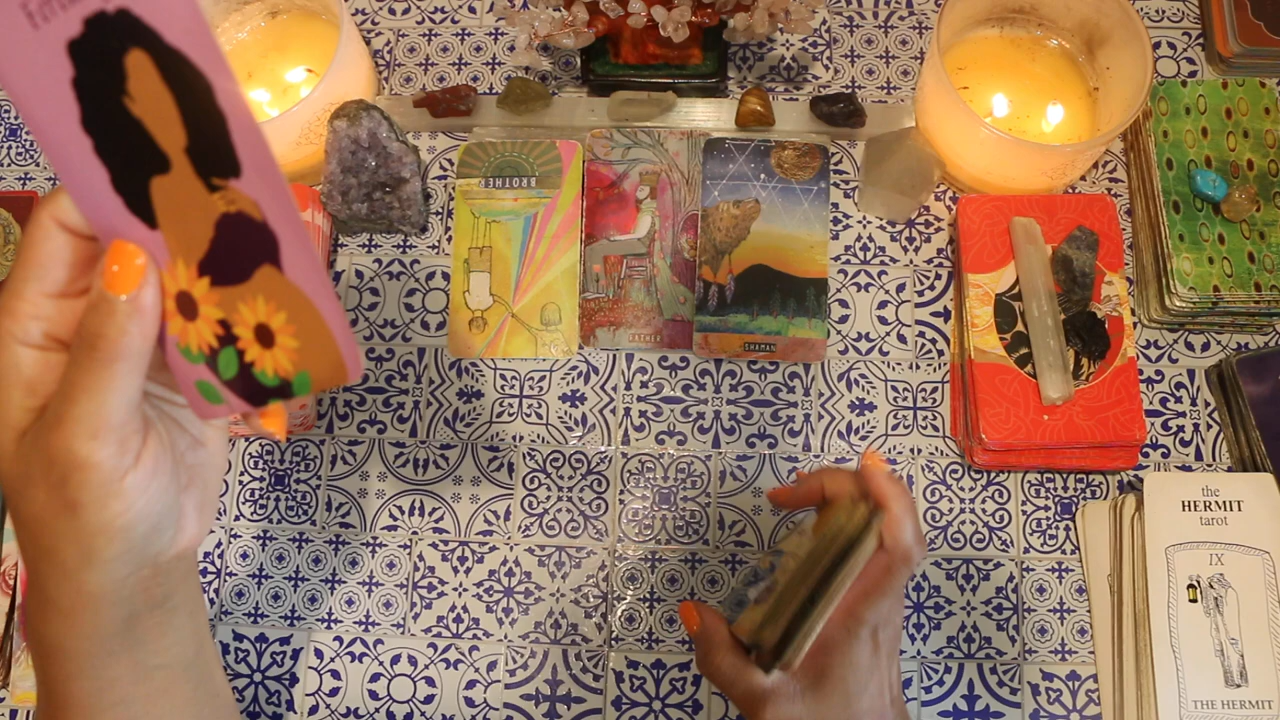 BROTHER
FATHER
SHAMAN
the
HERMIT
tarot
IX
THE HERMIT